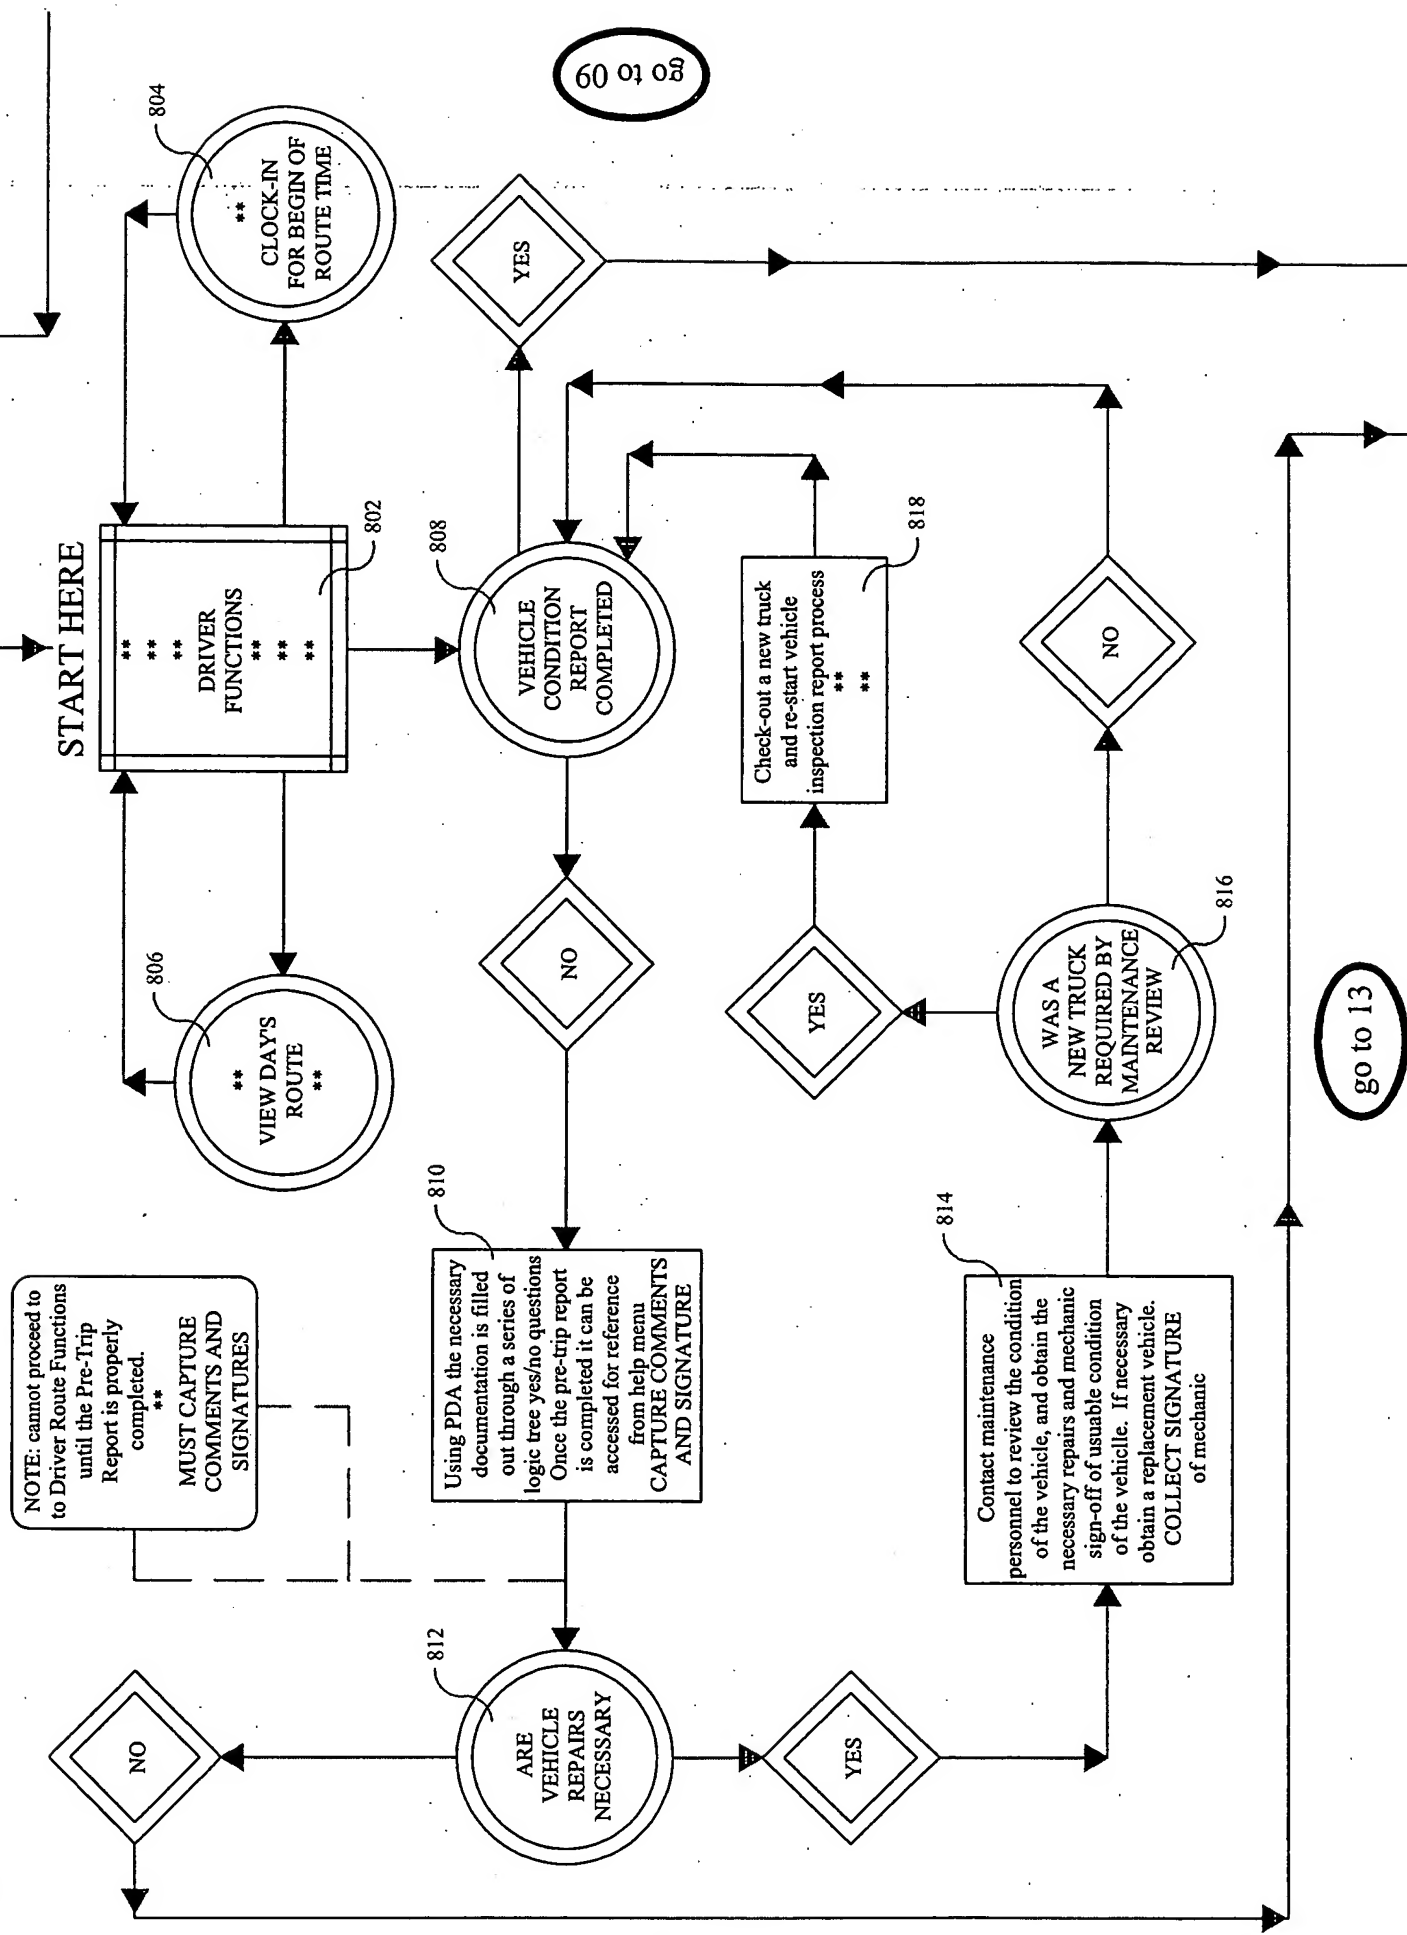 START HERE
**
**
**
DRIVER
FUNCTIONS
**
**
**
802
**
CLOCK-IN
FOR BEGIN OF
ROUTE TIME
804
**
VIEW DAY'S
ROUTE
**
806
go to 09
VEHICLE
CONDITION
REPORT
COMPLETED
808
YES
NO
NOTE: cannot proceed to
to Driver Route Functions
until the Pre-Trip
Report is properly
completed.
**
MUST CAPTURE
COMMENTS AND
SIGNATURES
Using PDA the necessary
documentation is filled
out through a series of
logic tree yes/no questions
Once the pre-trip report
is completed it can be
accessed for reference
from help menu
CAPTURE COMMENTS
AND SIGNATURE
810
ARE
VEHICLE
REPAIRS
NECESSARY
812
NO
YES
Contact maintenance
personnel to review the condition
of the vehicle, and obtain the
necessary repairs and mechanic
sign-off of usuable condition
of the vehiclle. If necessary
obtain a replacement vehicle.
COLLECT SIGNATURE
of mechanic
814
WAS A
NEW TRUCK
REQUIRED BY
MAINTENANCE
REVIEW
816
YES
NO
Check-out a new truck
and re-start vehicle
inspection report process
**
**
818
go to 13